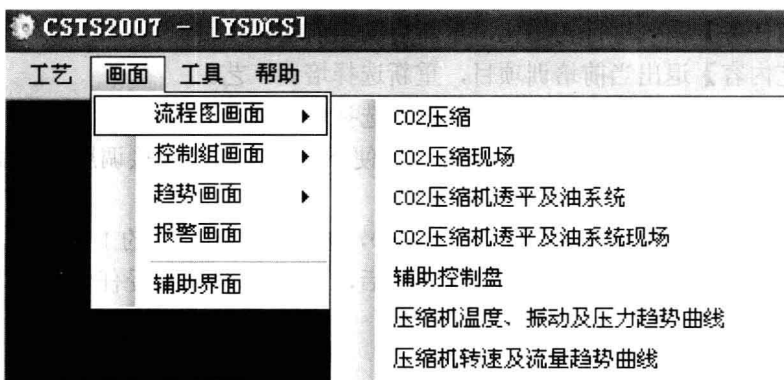 CSTS2007 - [YSDCS]
工艺 画面 工具 帮助
流程图画面
控制组画面
趋势画面
报警画面
辅助界面
CO2压缩
CO2压缩现场
CO2压缩机透平及油系统
CO2压缩机透平及油系统现场
辅助控制盘
压缩机温度、振动及压力趋势曲线
压缩机转速及流量趋势曲线